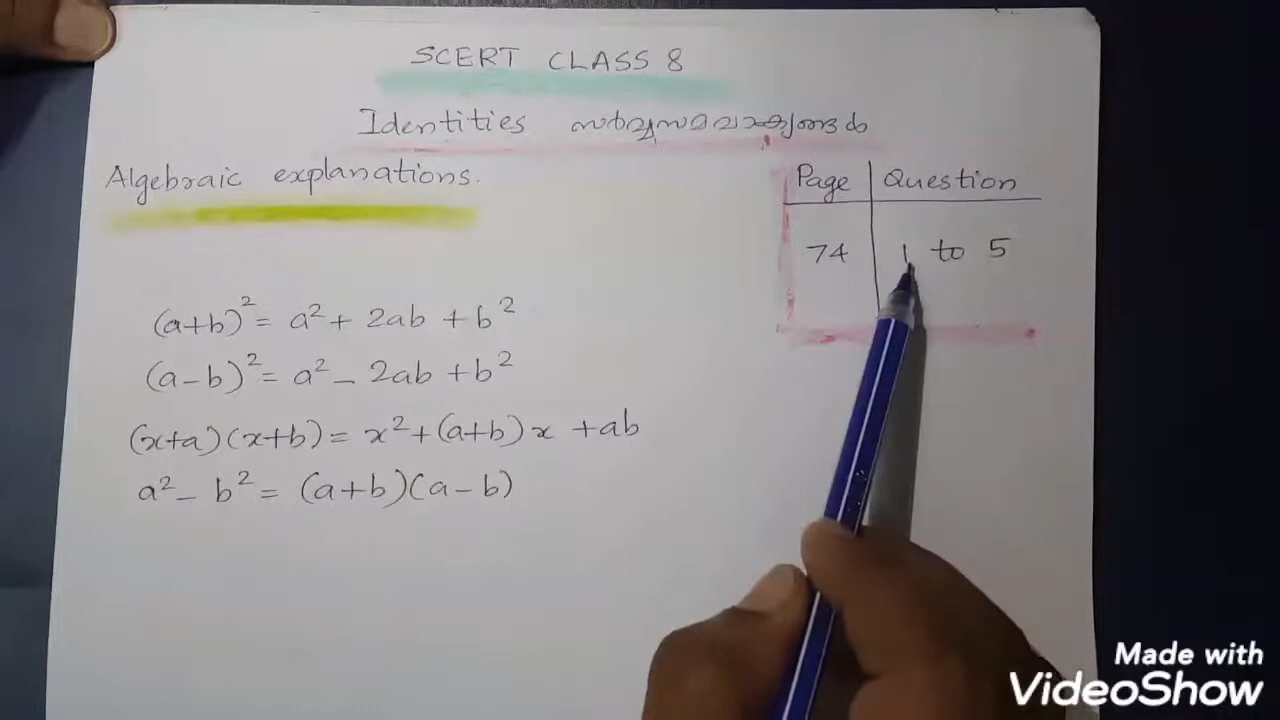 SCERT CLASS 8
Identities സർവ്വസമവാക്യങ്ങൾ
Algebraic explanations.
Page Question
74 1 to 5
(a+b)² = a² + 2ab + b²
(a-b)² = a² - 2ab + b²
(x+a)(x+b) = x² + (a+b)x + ab
a² - b² = (a+b)(a-b)
Made with
VideoShow